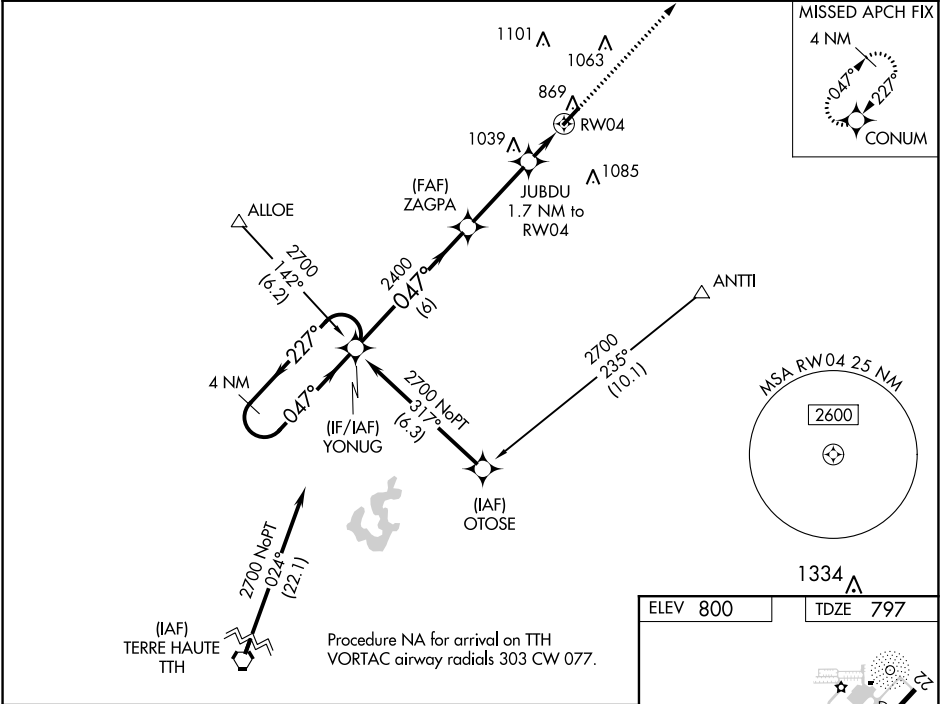 MISSED APCH FIX
4 NM
047°
227°
CONUM
1101
1063
869
RW04
1039
1085
JUBDU
1.7 NM to
RW04
(FAF)
ZAGPA
ALLOE
2700
142°
(6.2)
2400
047°
(6)
ANTTI
2700
235°
(10.1)
227°
047°
4 NM
2700 NoPT
317°
(6.3)
(IF/IAF)
YONUG
(IAF)
OTOSE
MSA RW04 25 NM
2600
2700 NoPT
024°
(22.1)
(IAF)
TERRE HAUTE
TTH
Procedure NA for arrival on TTH
VORTAC airway radials 303 CW 077.
1334
ELEV 800
TDZE 797
22